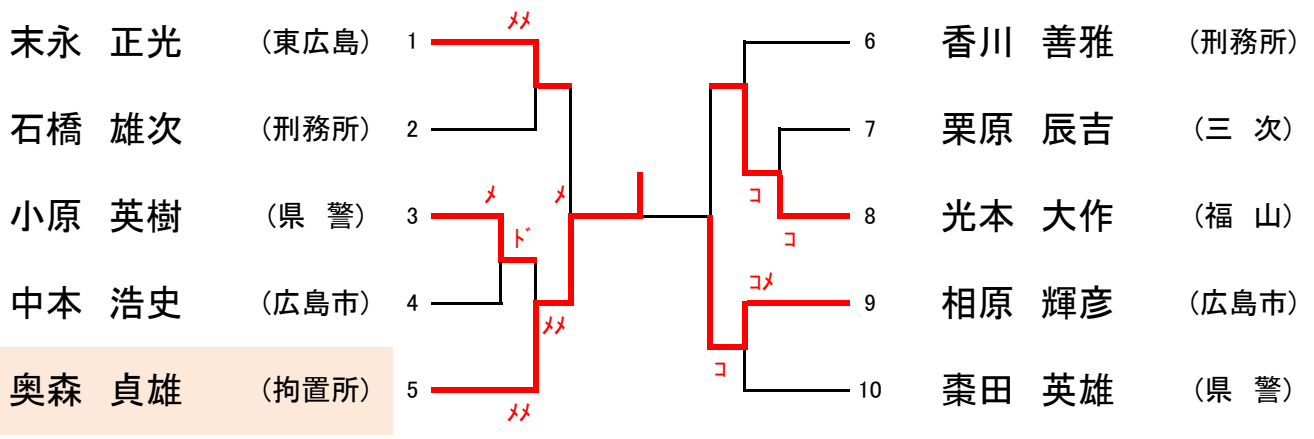 ﾒﾒ
末永 正光 (東広島) 1
6 香川 善雅 (刑務所)
石橋 雄次 (刑務所) 2
7 栗原 辰吉 (三 次)
ﾒ
ﾒ
コ
小原 英樹 (県 警) 3
8 光本 大作 (福 山)
ﾄﾞ
コ
コﾒ
中本 浩史 (広島市) 4
9 相原 輝彦 (広島市)
ﾒﾒ
コ
奥森 貞雄 (拘置所) 5
10 棗田 英雄 (県 警)
ﾒﾒ